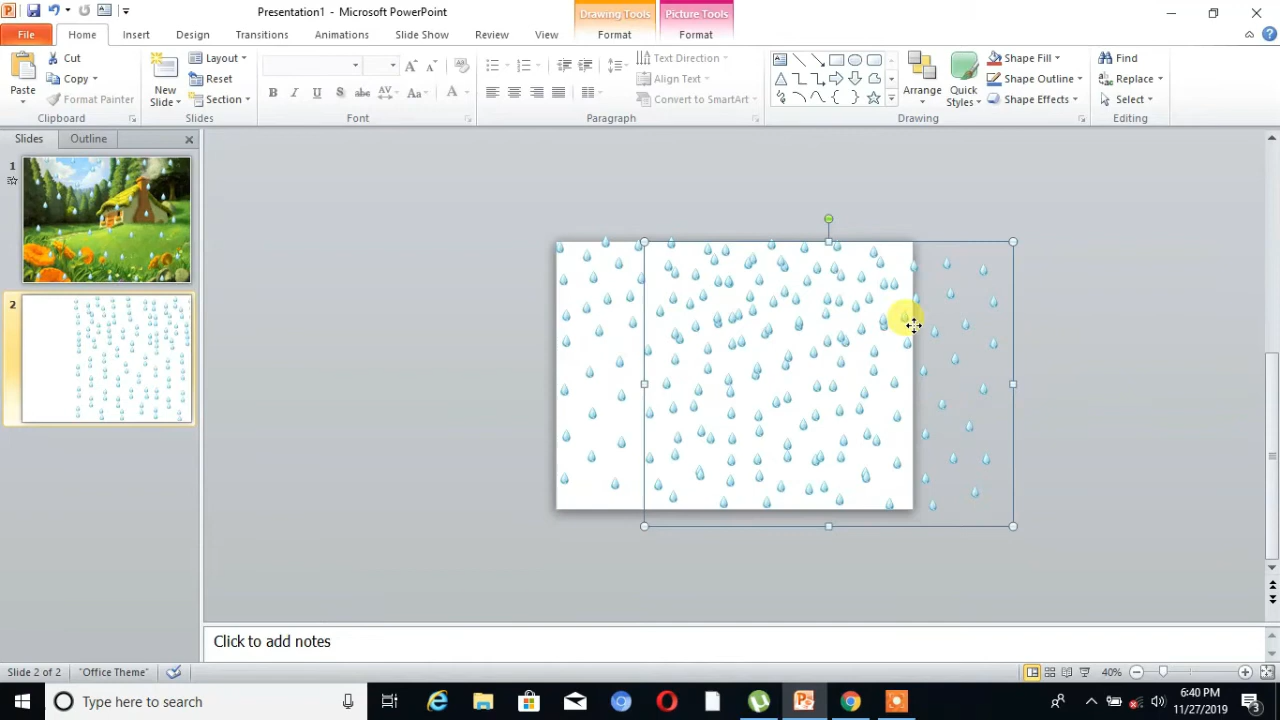 Presentation1 - Microsoft PowerPoint
Drawing Tools
Picture Tools
File
Home
Insert
Design
Transitions
Animations
Slide Show
Review
View
Format
Format
Paste
Cut
Copy
Format Painter
Clipboard
New
Slide
Layout
Reset
Section
Slides
B I U S abc AV Aa A
Font
Text Direction
Align Text
Convert to SmartArt
Paragraph
Arrange
Quick
Styles
Shape Fill
Shape Outline
Shape Effects
Drawing
Find
Replace
Select
Editing
Slides
Outline
1
2
Click to add notes
Slide 2 of 2
"Office Theme"
40%
Type here to search
6:40 PM
11/27/2019
3